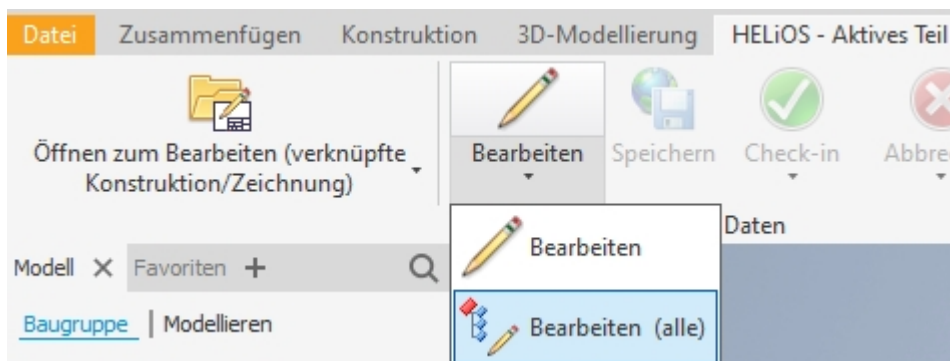 Datei Zusammenfügen Konstruktion 3D-Modellierung HELiOS - Aktives Teil
Öffnen zum Bearbeiten (verknüpfte
Konstruktion/Zeichnung)
Bearbeiten Speichern Check-in Abbre
Daten
Bearbeiten
Modell Favoriten
Baugruppe | Modellieren
Bearbeiten (alle)